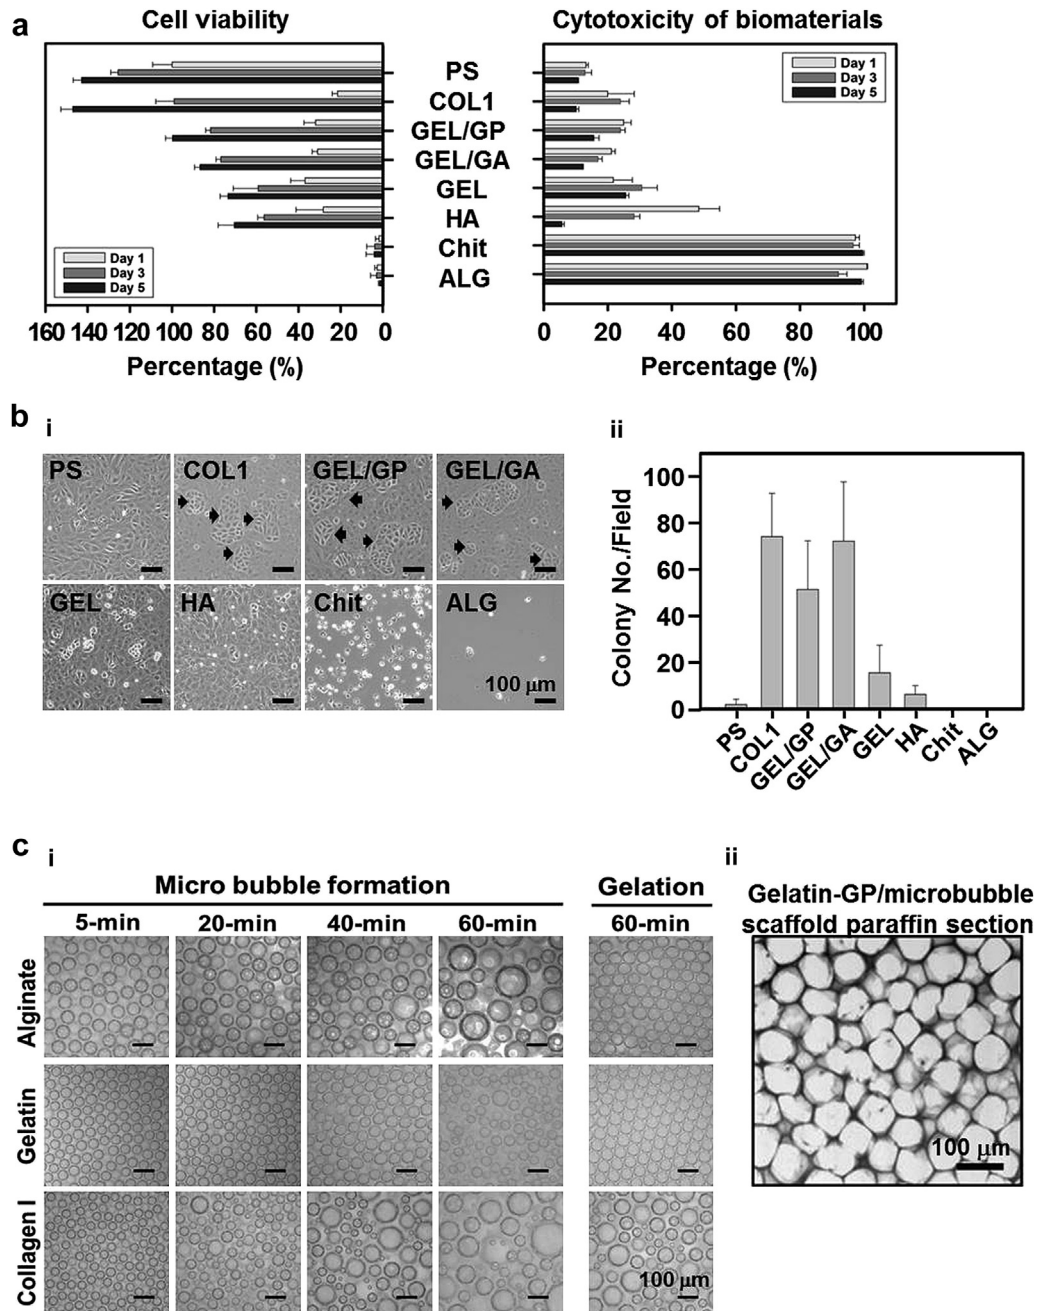 a
Cell viability
Cytotoxicity of biomaterials
PS
COL1
GEL/GP
GEL/GA
GEL
HA
Chit
ALG
Day 1
Day 3
Day 5
Day 1
Day 3
Day 5
160 140 120 100 80 60 40 20 0
0 20 40 60 80 100
Percentage (%)
Percentage (%)
b
i
ii
PS COL1 GEL/GP GEL/GA
GEL HA Chit ALG
100 μm
Colony No./Field
100
80
60
40
20
0
PS
COL1
GEL/GP
GEL/GA
GEL
HA
Chit
ALG
c
i
ii
Micro bubble formation
Gelation
5-min 20-min 40-min 60-min 60-min
Alginate
Gelatin
Collagen I
100 μm
Gelatin-GP/microbubble
scaffold paraffin section
100 μm